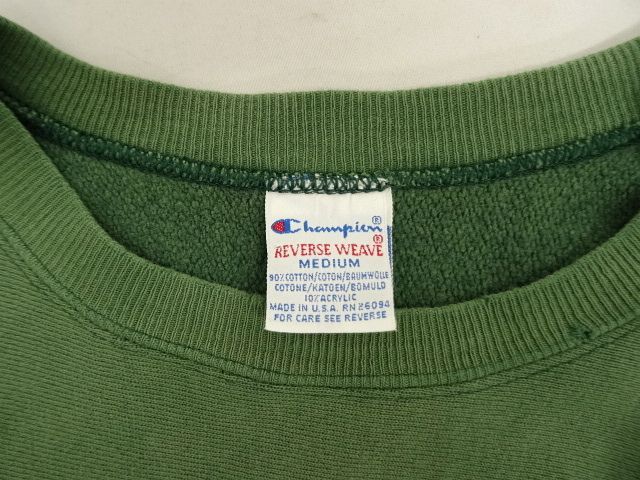 Champion®
REVERSE WEAVE®
MEDIUM
90% COTTON/COTON/BAUMWOLLE
COTONE/KATOEN/BOMULD
10% ACRYLIC
MADE IN U.S.A. RN 26094
FOR CARE SEE REVERSE